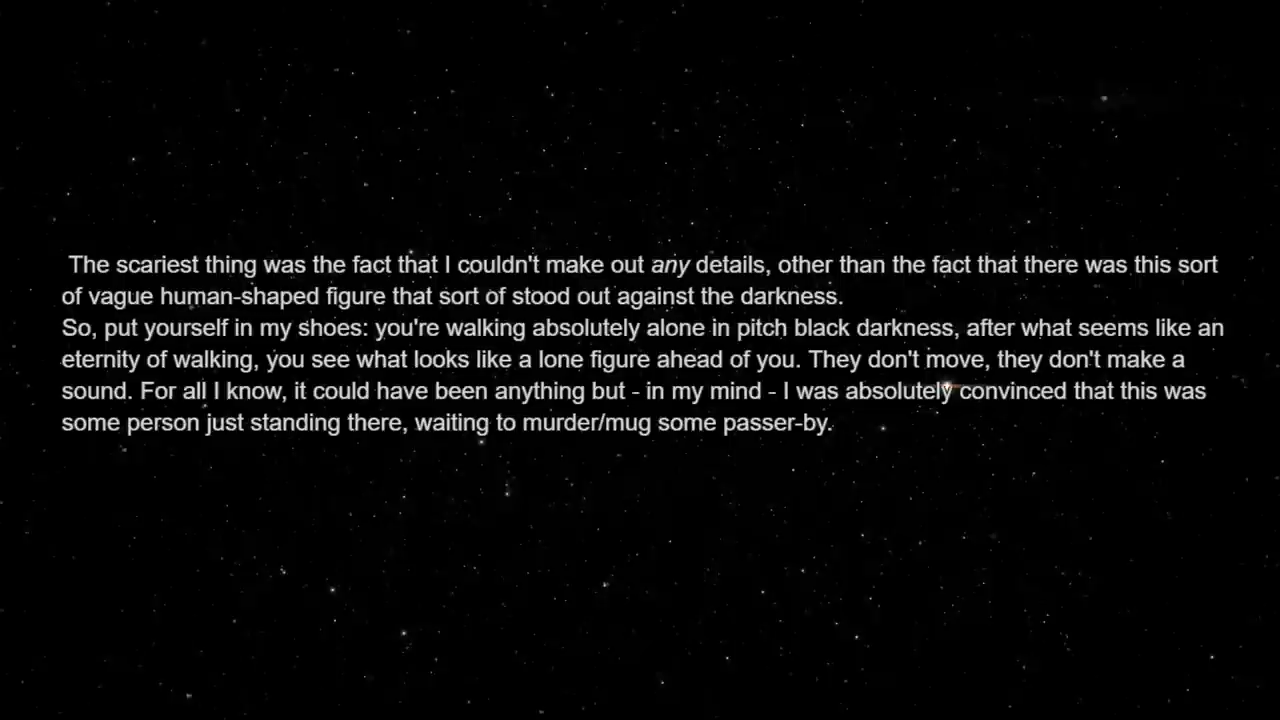 The scariest thing was the fact that I couldn't make out any details, other than the fact that there was this sort
of vague human-shaped figure that sort of stood out against the darkness.
So, put yourself in my shoes: you're walking absolutely alone in pitch black darkness, after what seems like an
eternity of walking, you see what looks like a lone figure ahead of you. They don't move, they don't make a
sound. For all I know, it could have been anything but - in my mind - I was absolutely convinced that this was
some person just standing there, waiting to murder/mug some passer-by.